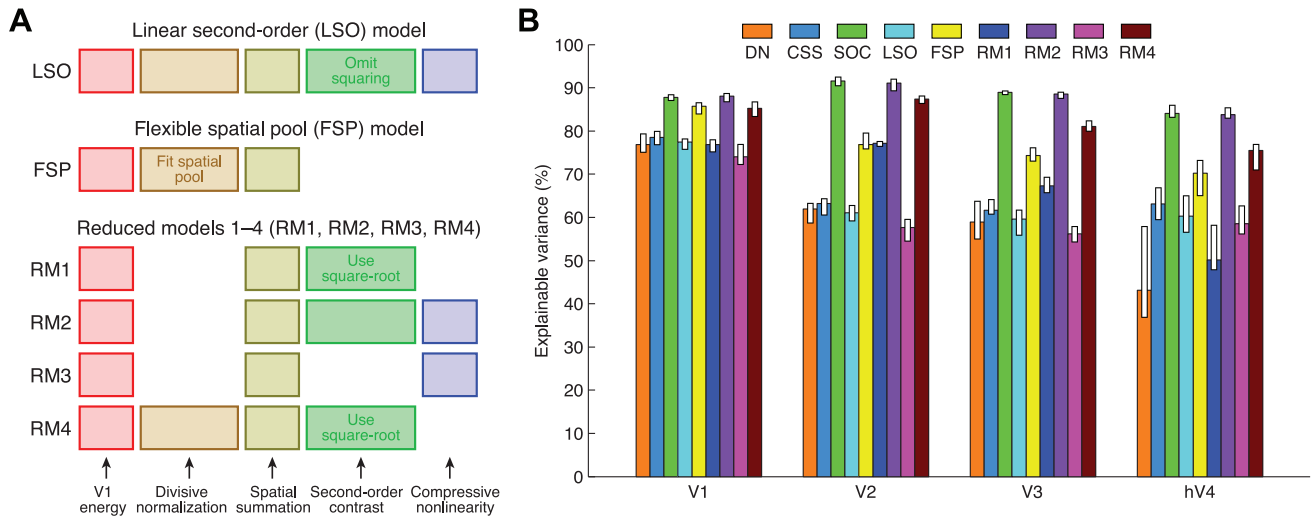 A
Linear second-order (LSO) model
LSO
Omit
squaring
Flexible spatial pool (FSP) model
FSP
Fit spatial
pool
Reduced models 1–4 (RM1, RM2, RM3, RM4)
RM1
Use
square-root
RM2
RM3
RM4
Use
square-root
V1
energy
Divisive
normalization
Spatial
summation
Second-order
contrast
Compressive
nonlinearity
B
DN CSS SOC LSO FSP RM1 RM2 RM3 RM4
Explainable variance (%)
100
90
80
70
60
50
40
30
20
10
0
V1 V2 V3 hV4